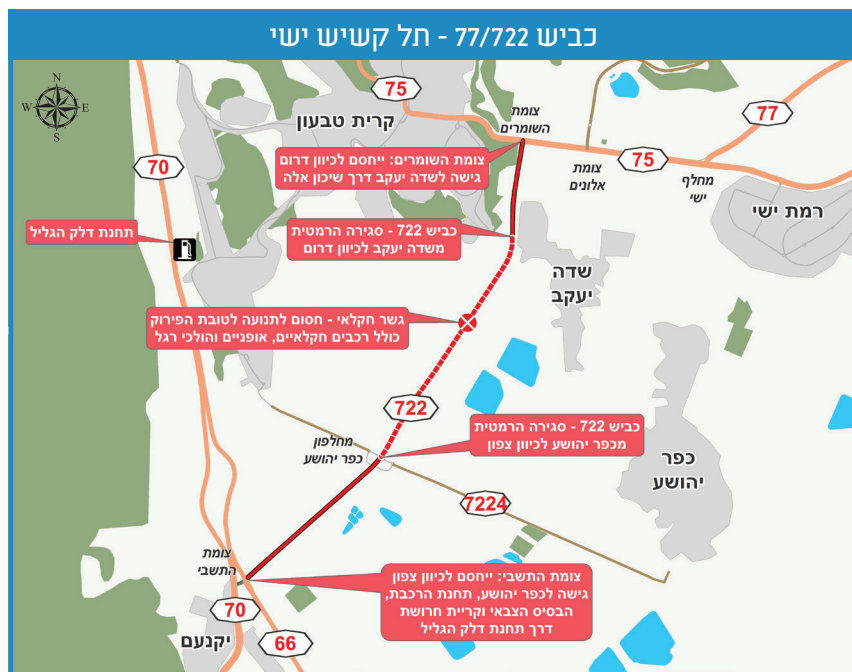 כביש 77/722 - תל קשיש ישי
N
W
E
S
75
צומת
השומרים
77
קרית טבעון
70
צומת השומרים: ייחסם לכיוון דרום
גישה לשדה יעקב דרך שיכון אלה
צומת
אלונים
75
מחלף
ישי
רמת ישי
תחנת דלק הגליל
כביש 722 - סגירה הרמטית
משדה יעקב לכיוון דרום
שדה
יעקב
גשר חקלאי - חסום לתנועה לטובת הפירוק
כולל רכבים חקלאיים, אופניים והולכי רגל
722
כביש 722 - סגירה הרמטית
מכפר יהושע לכיוון צפון
מחלפון
כפר יהושע
כפר
יהושע
7224
צומת
התשבי
צומת התשבי: ייחסם לכיוון צפון
גישה לכפר יהושע, תחנת הרכבת,
הבסיס הצבאי וקריית חרושת
דרך תחנת דלק הגליל
70
יקנעם
66